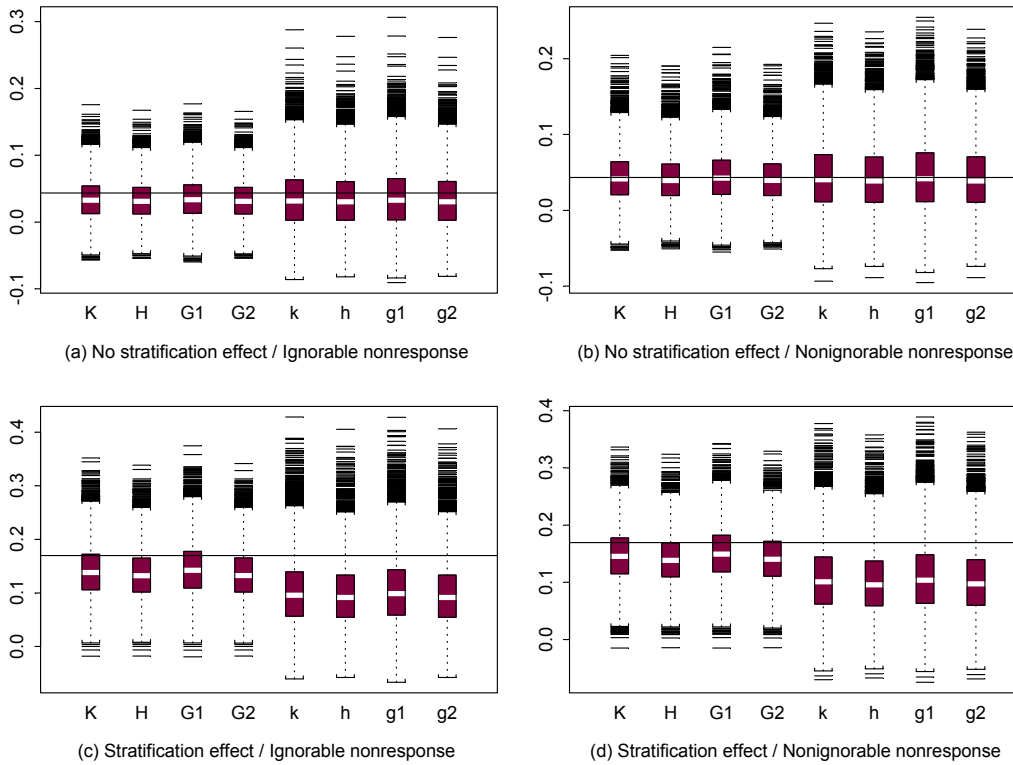 0.3
0.2
0.1
0.0
-0.1
K H G1 G2 k h g1 g2
(a) No stratification effect / Ignorable nonresponse
0.2
0.1
0.0
-0.1
K H G1 G2 k h g1 g2
(b) No stratification effect / Nonignorable nonresponse
0.4
0.3
0.2
0.1
0.0
K H G1 G2 k h g1 g2
(c) Stratification effect / Ignorable nonresponse
0.4
0.3
0.2
0.1
0.0
K H G1 G2 k h g1 g2
(d) Stratification effect / Nonignorable nonresponse